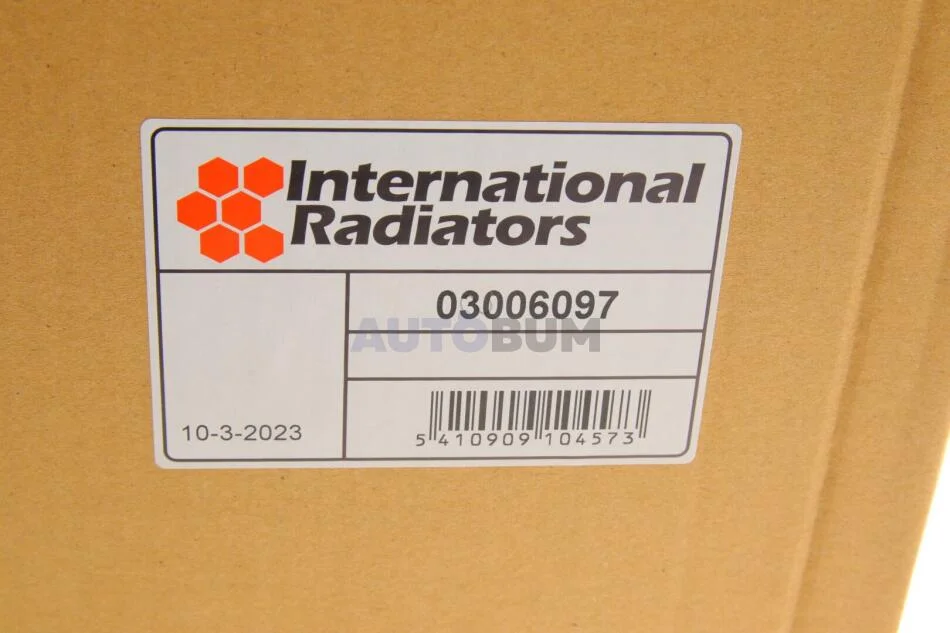 International
Radiators
03006097
AUTOBUM
10-3-2023
5 410909 104573